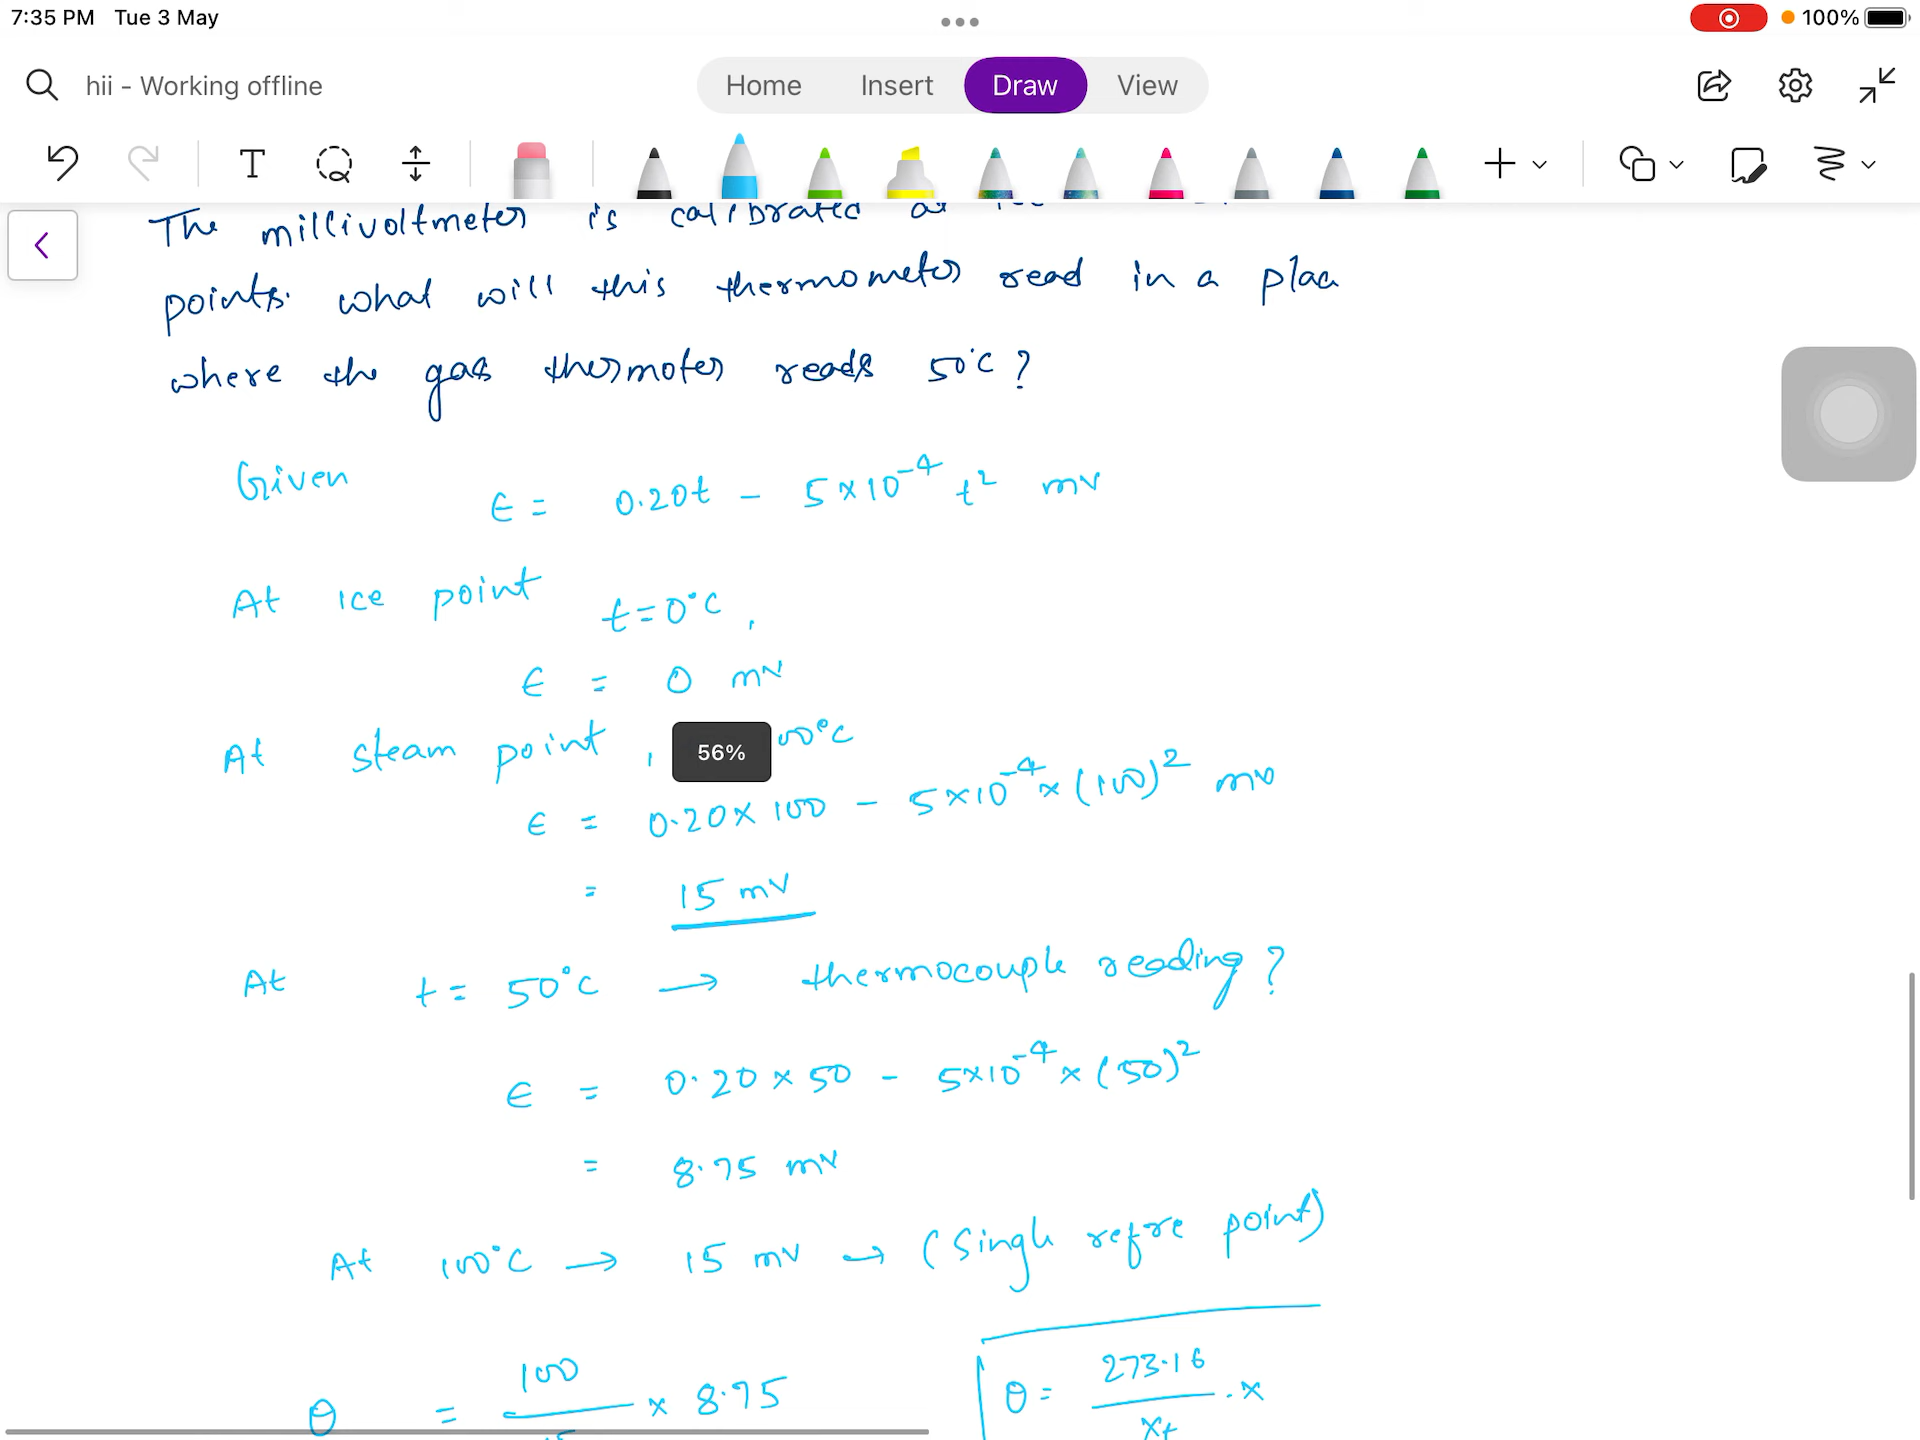 7:35 PM Tue 3 May
100%
hii - Working offline
Home Insert Draw View
T
The millivoltmeter is calibrated
points. what will this thermometer read in a plac
where the gas thermoter reads 50°C ?
Given
ϵ = 0.20t - 5×10⁻⁴ t² mv
At ice point
t=0°C,
ϵ = 0 mv
At steam point, 00°C
56%
ϵ = 0.20× 100 - 5×10⁻⁴ × (100)² mv
= 15 mv
At t= 50°C → thermocouple reading?
ϵ = 0.20 × 50 - 5×10⁻⁴ × (50)²
= 8.75 mv
At 100°C → 15 mv → (Single refre point)
θ = 100 × 8.75
θ = 273.16 / Xt . X